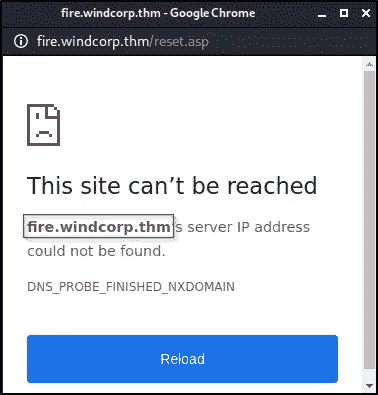 fire.windcorp.thm - Google Chrome
fire.windcorp.thm/reset.asp
This site can’t be reached
fire.windcorp.thm’s server IP address
could not be found.
DNS_PROBE_FINISHED_NXDOMAIN
Reload